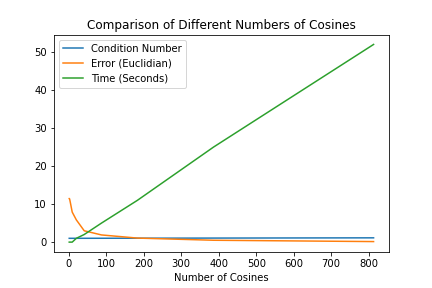 Comparison of Different Numbers of Cosines
Condition Number
Error (Euclidian)
Time (Seconds)
50
40
30
20
10
0
0 100 200 300 400 500 600 700 800
Number of Cosines